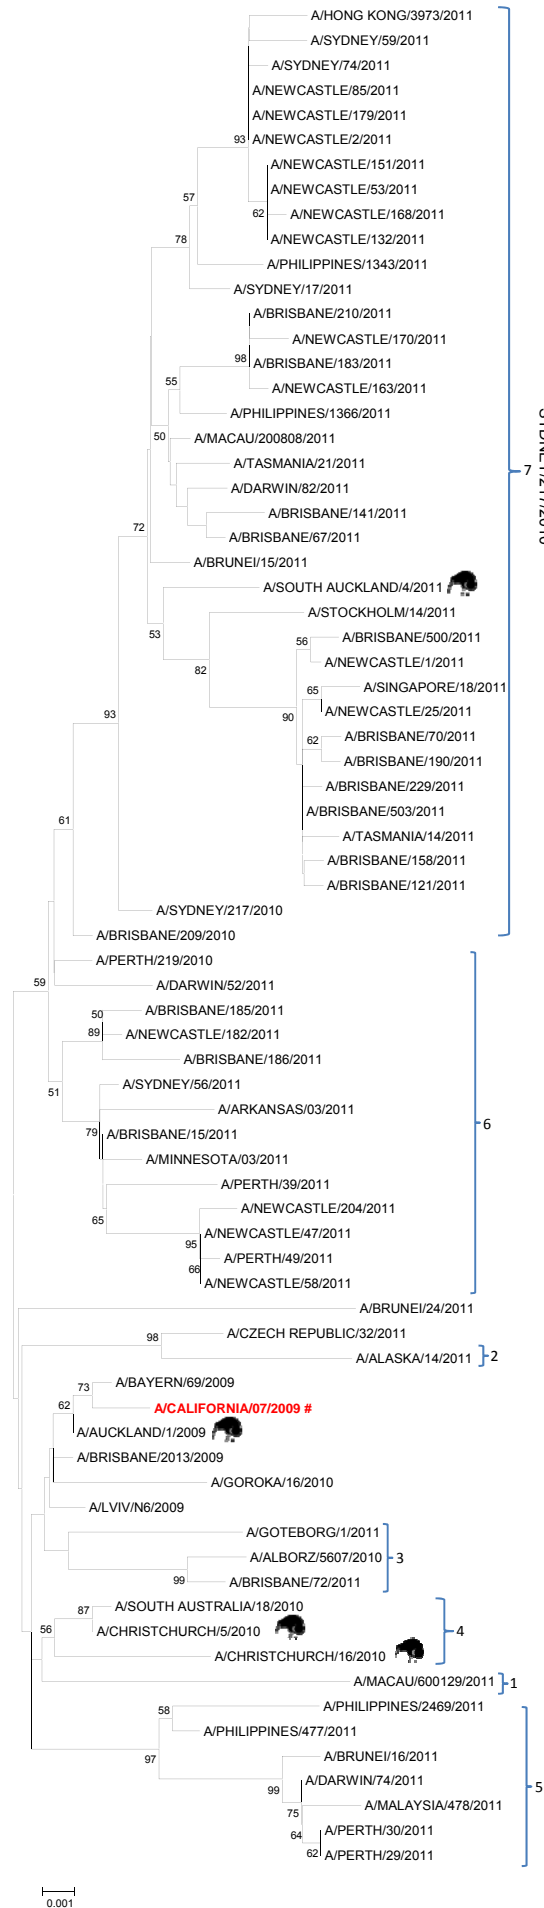 A/HONG KONG/3973/2011
A/SYDNEY/59/2011
A/SYDNEY/74/2011
A/NEWCASTLE/85/2011
A/NEWCASTLE/179/2011
93 A/NEWCASTLE/2/2011
A/NEWCASTLE/151/2011
A/NEWCASTLE/53/2011
57
62 A/NEWCASTLE/168/2011
78 A/NEWCASTLE/132/2011
A/PHILIPPINES/1343/2011
A/SYDNEY/17/2011
A/BRISBANE/210/2011
A/NEWCASTLE/170/2011
98 A/BRISBANE/183/2011
55 A/NEWCASTLE/163/2011
A/PHILIPPINES/1366/2011
50 A/MACAU/200808/2011
A/TASMANIA/21/2011
7
A/DARWIN/82/2011
A/BRISBANE/141/2011
72 A/BRISBANE/67/2011
A/BRUNEI/15/2011
A/SOUTH AUCKLAND/4/2011
A/STOCKHOLM/14/2011
53
56 A/BRISBANE/500/2011
82 A/NEWCASTLE/1/2011
65 A/SINGAPORE/18/2011
90 A/NEWCASTLE/25/2011
93
62 A/BRISBANE/70/2011
A/BRISBANE/190/2011
A/BRISBANE/229/2011
A/BRISBANE/503/2011
61
A/TASMANIA/14/2011
A/BRISBANE/158/2011
A/BRISBANE/121/2011
A/SYDNEY/217/2010
A/BRISBANE/209/2010
A/PERTH/219/2010
59 A/DARWIN/52/2011
50 A/BRISBANE/185/2011
89 A/NEWCASTLE/182/2011
A/BRISBANE/186/2011
51 A/SYDNEY/56/2011
A/ARKANSAS/03/2011
6
79 A/BRISBANE/15/2011
A/MINNESOTA/03/2011
A/PERTH/39/2011
65 A/NEWCASTLE/204/2011
95 A/NEWCASTLE/47/2011
A/PERTH/49/2011
66 A/NEWCASTLE/58/2011
A/BRUNEI/24/2011
98 A/CZECH REPUBLIC/32/2011
A/ALASKA/14/2011 2
73 A/BAYERN/69/2009
62 A/CALIFORNIA/07/2009 #
A/AUCKLAND/1/2009
A/BRISBANE/2013/2009
A/GOROKA/16/2010
A/LVIV/N6/2009
A/GOTEBORG/1/2011
A/ALBORZ/5607/2010 3
99 A/BRISBANE/72/2011
87 A/SOUTH AUSTRALIA/18/2010
56 A/CHRISTCHURCH/5/2010 4
A/CHRISTCHURCH/16/2010
A/MACAU/600129/2011 1
58 A/PHILIPPINES/2469/2011
A/PHILIPPINES/477/2011
97 A/BRUNEI/16/2011
99 A/DARWIN/74/2011 5
75 A/MALAYSIA/478/2011
64 A/PERTH/30/2011
62 A/PERTH/29/2011
0.001